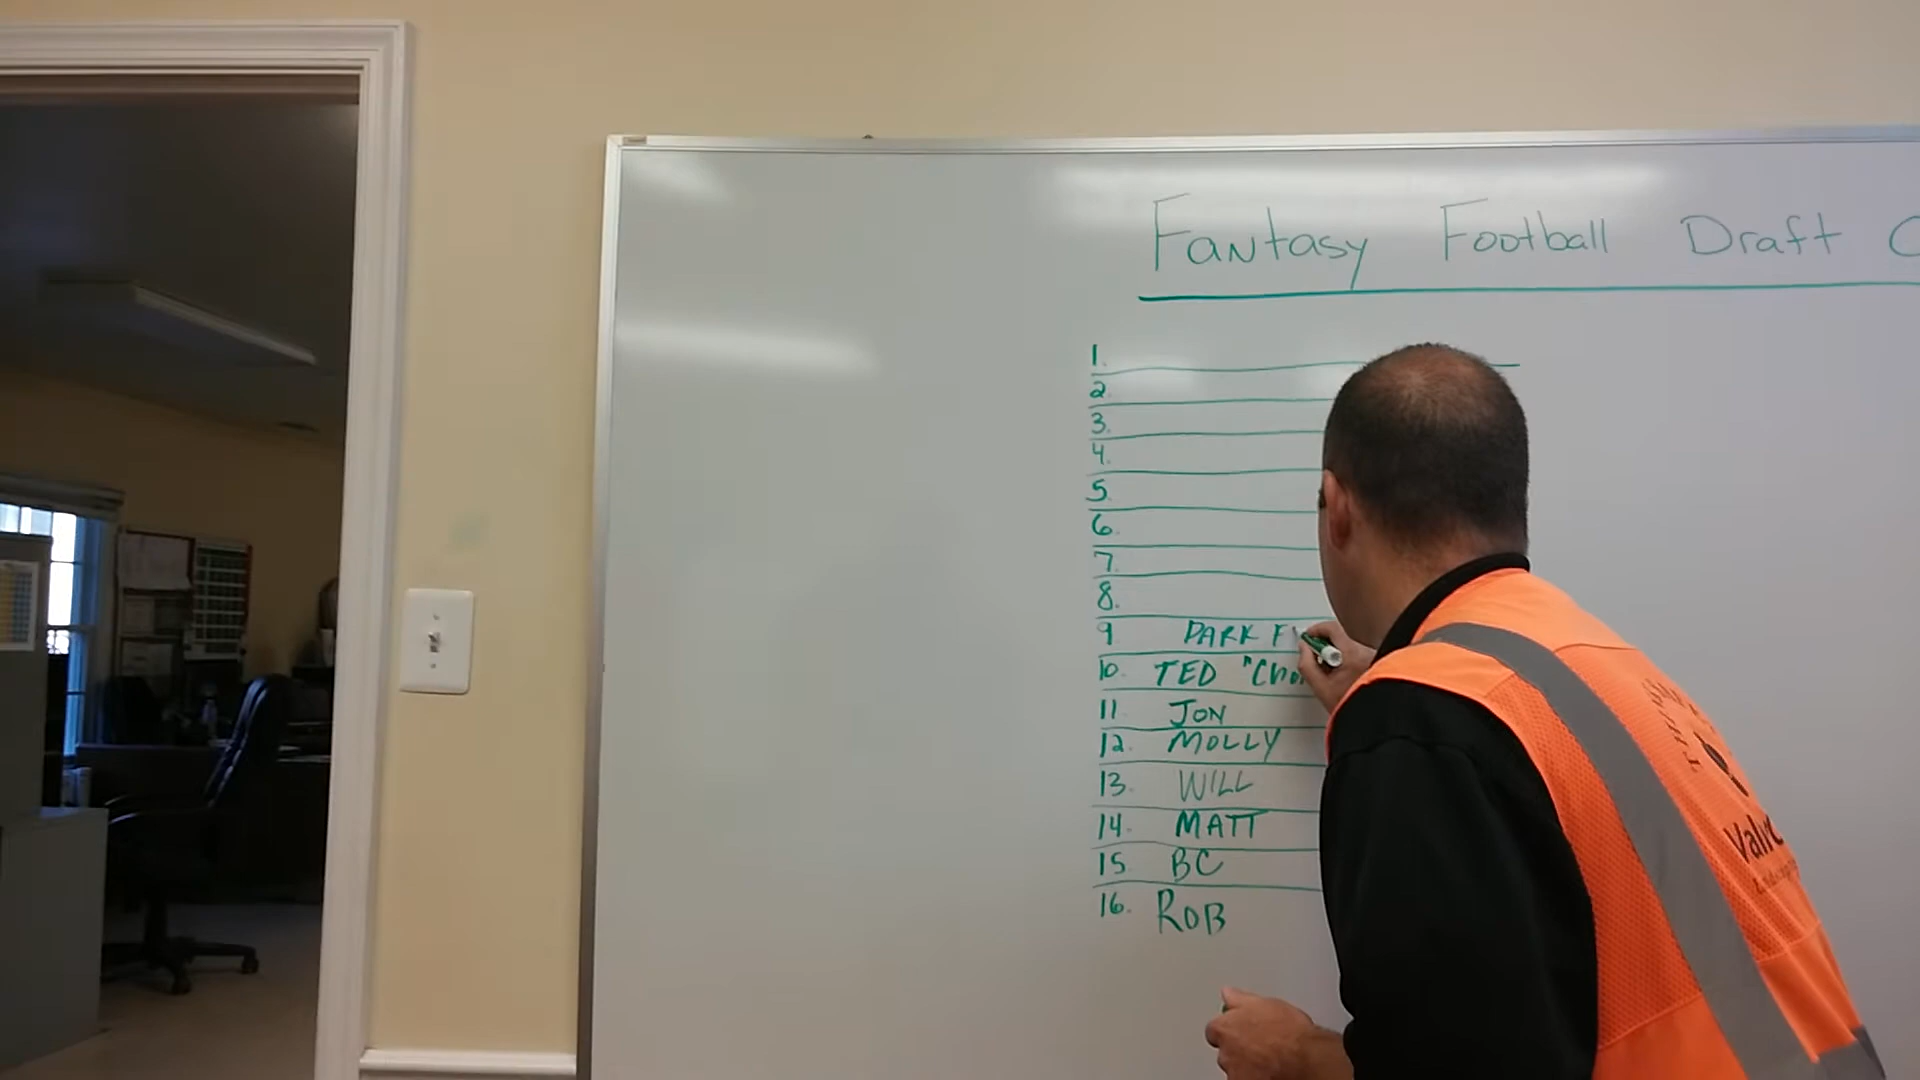 Fantasy Football Draft
1.
2
3.
4.
5.
6.
7.
8.
9 DARK
10. TED
11. JON
12. MOLLY
13. WILL
14. MATT
15 BC
16. ROB